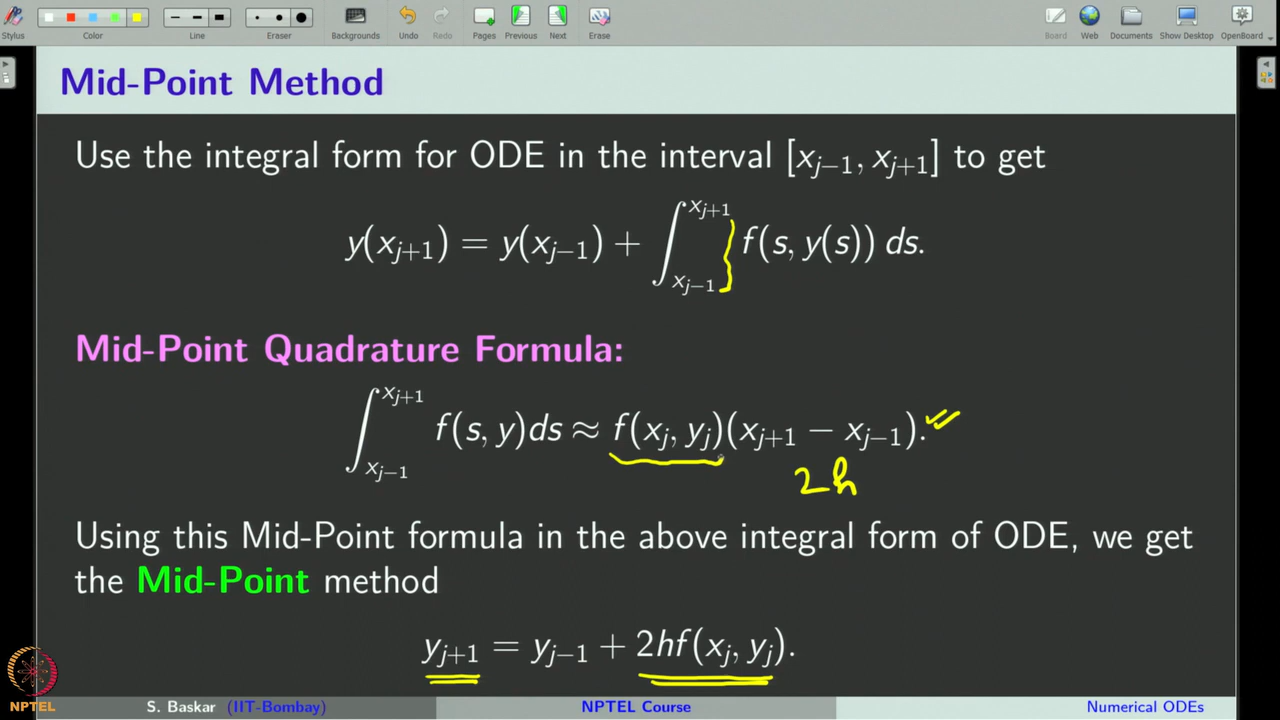 Stylus Color Line Eraser Backgrounds Undo Redo Pages Previous Next Erase Board Web Documents Show Desktop OpenBoard
Mid-Point Method
Use the integral form for ODE in the interval [x_{j−1}, x_{j+1}] to get
y(x_{j+1}) = y(x_{j−1}) + ∫_{x_{j−1}}^{x_{j+1}} f(s, y(s)) ds.
Mid-Point Quadrature Formula:
∫_{x_{j−1}}^{x_{j+1}} f(s, y)ds ≈ f(x_j, y_j)(x_{j+1} − x_{j−1}).
2h
Using this Mid-Point formula in the above integral form of ODE, we get
the Mid-Point method
y_{j+1} = y_{j−1} + 2hf(x_j, y_j).
NPTEL
S. Baskar (IIT-Bombay) NPTEL Course Numerical ODEs